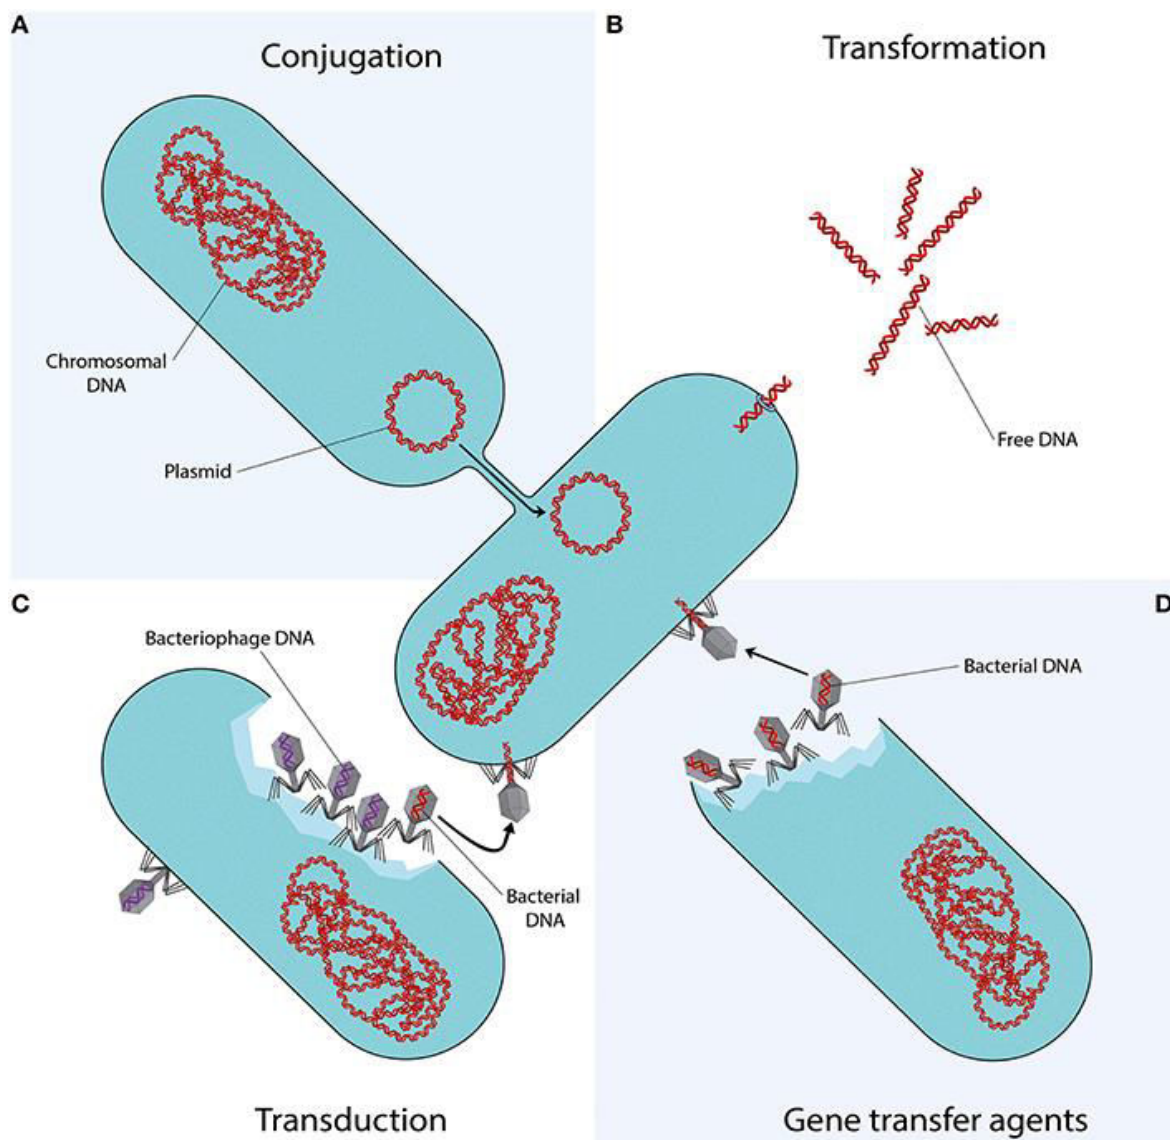 A
Conjugation
Chromosomal
DNA
Plasmid
B
Transformation
Free DNA
C
Bacteriophage DNA
Bacterial
DNA
Transduction
D
Bacterial DNA
Gene transfer agents